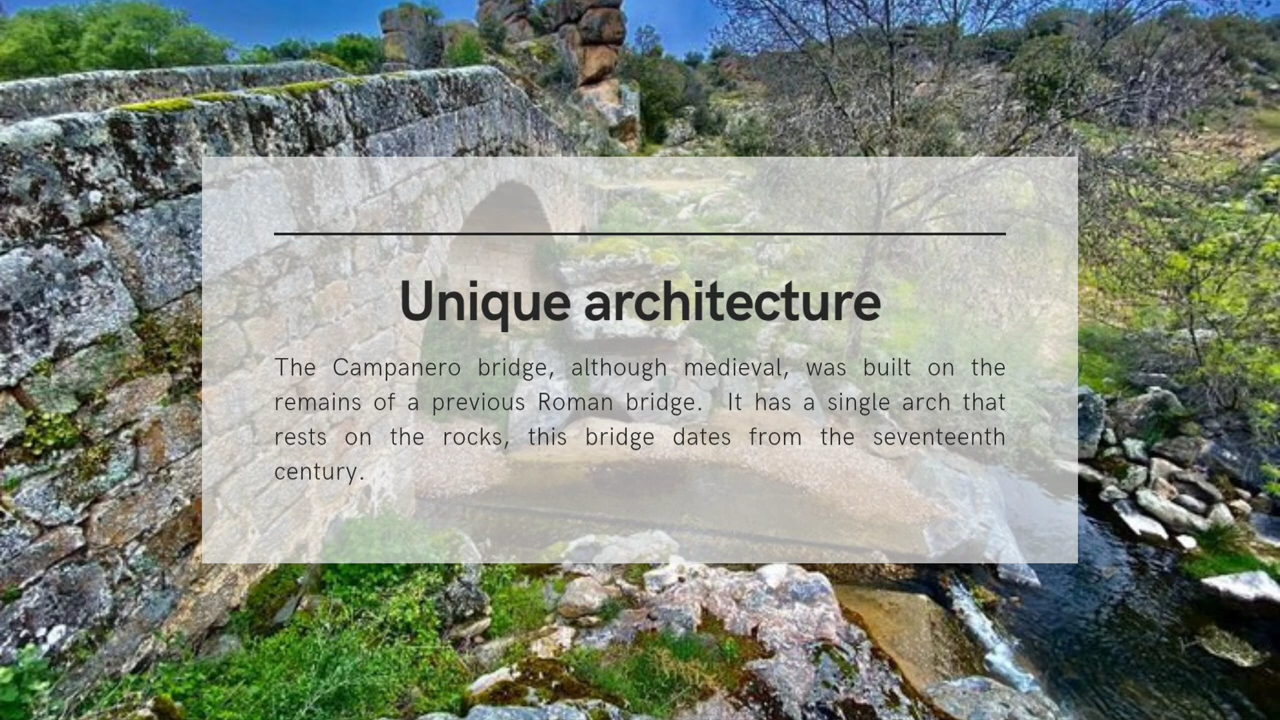 Unique architecture
The Campanero bridge, although medieval, was built on the
remains of a previous Roman bridge. It has a single arch that
rests on the rocks, this bridge dates from the seventeenth
century.